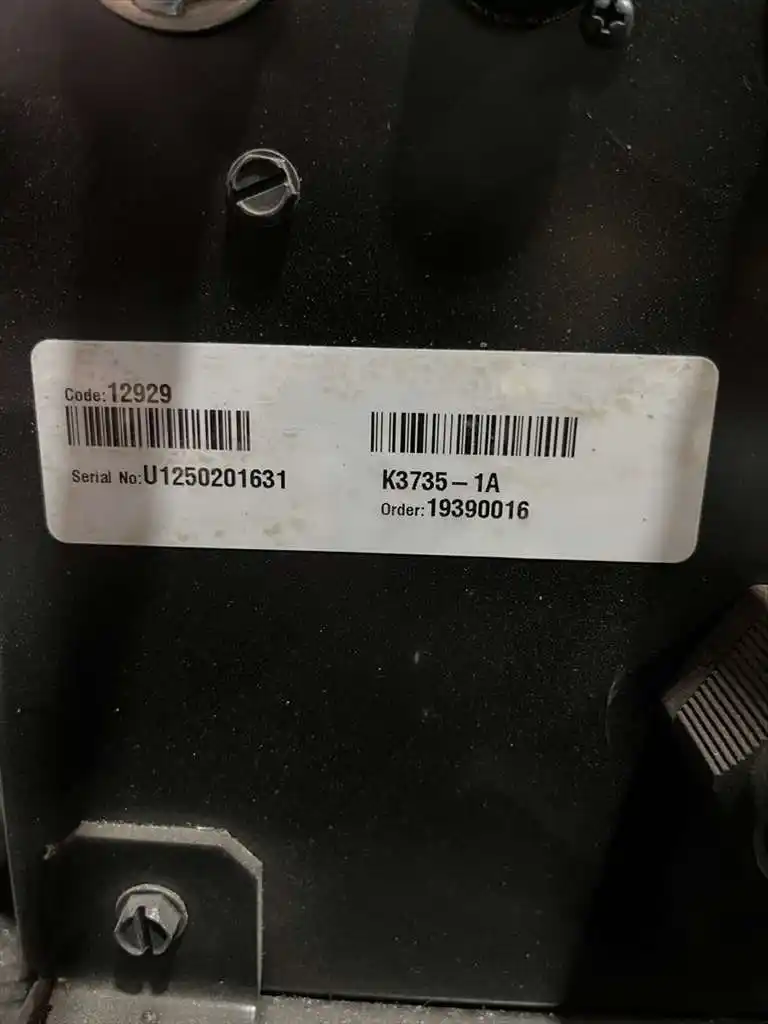 Code:12929
Serial No:U1250201631
K3735-1A
Order:19390016